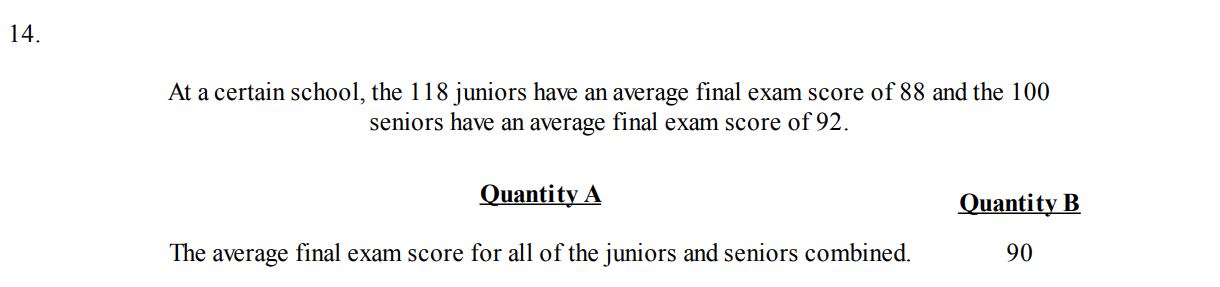 14.
At a certain school, the 118 juniors have an average final exam score of 88 and the 100
seniors have an average final exam score of 92.
Quantity A
Quantity B
The average final exam score for all of the juniors and seniors combined.
90